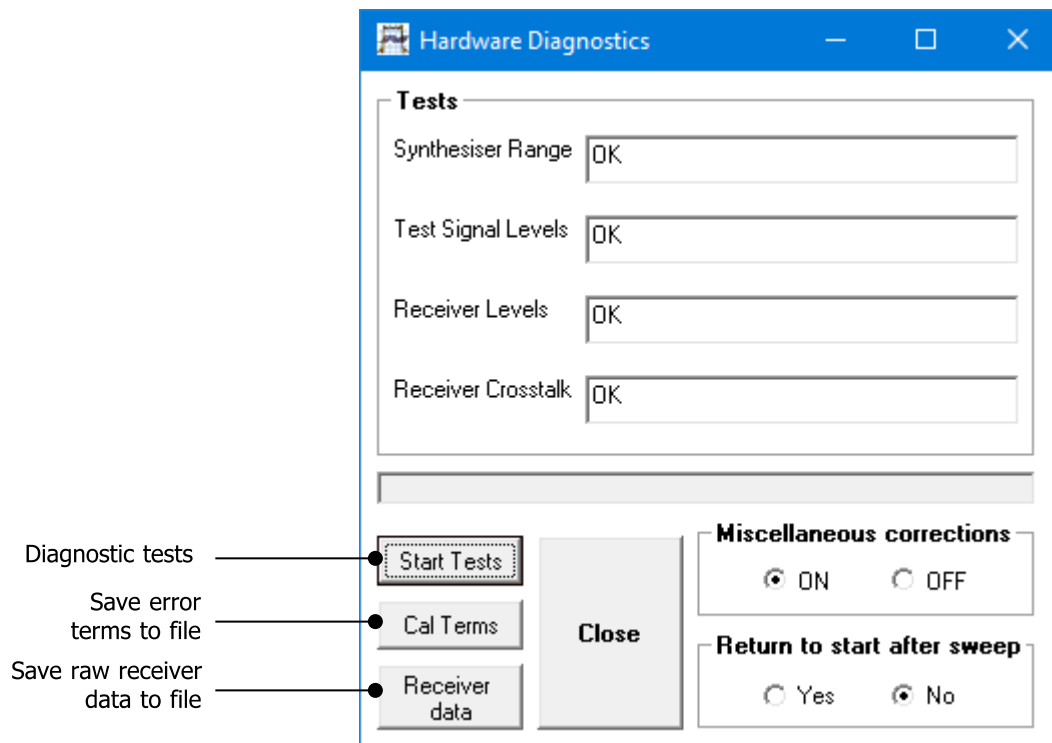 Hardware Diagnostics
Tests
Synthesiser Range
OK
Test Signal Levels
OK
Receiver Levels
OK
Receiver Crosstalk
OK
Diagnostic tests
Start Tests
Save error
terms to file
Cal Terms
Save raw receiver
data to file
Receiver
data
Close
Miscellaneous corrections
ON OFF
Return to start after sweep
Yes No